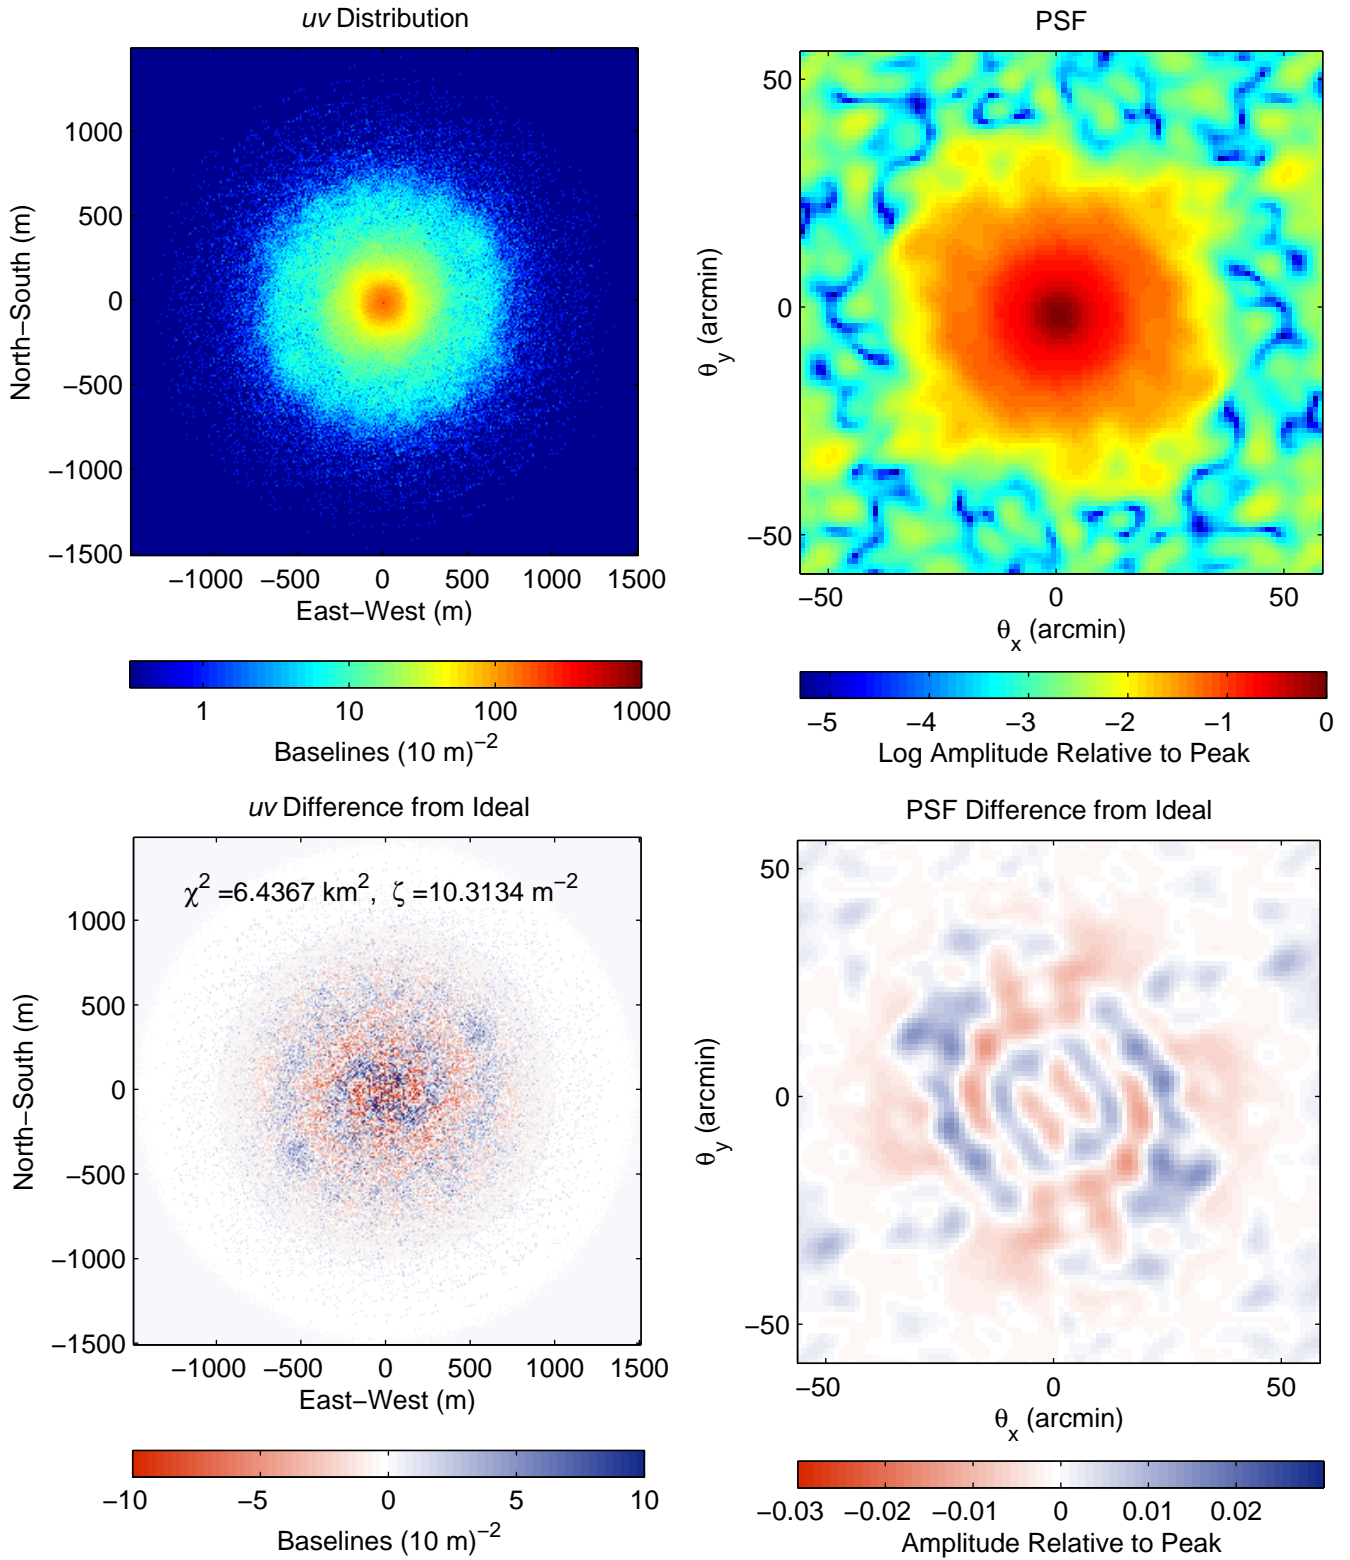 uv Distribution
1000
500
0
−500
−1000
−1500
North−South (m)
−1000 −500 0 500 1000 1500
East−West (m)
1 10 100 1000
Baselines (10 m)−2
PSF
50
0
−50
θy (arcmin)
−50 0 50
θx (arcmin)
−5 −4 −3 −2 −1 0
Log Amplitude Relative to Peak
uv Difference from Ideal
χ2 =6.4367 km2, ζ =10.3134 m−2
1000
500
0
−500
−1000
−1500
North−South (m)
−1000 −500 0 500 1000 1500
East−West (m)
−10 −5 0 5 10
Baselines (10 m)−2
PSF Difference from Ideal
50
0
−50
θy (arcmin)
−50 0 50
θx (arcmin)
−0.03 −0.02 −0.01 0 0.01 0.02
Amplitude Relative to Peak